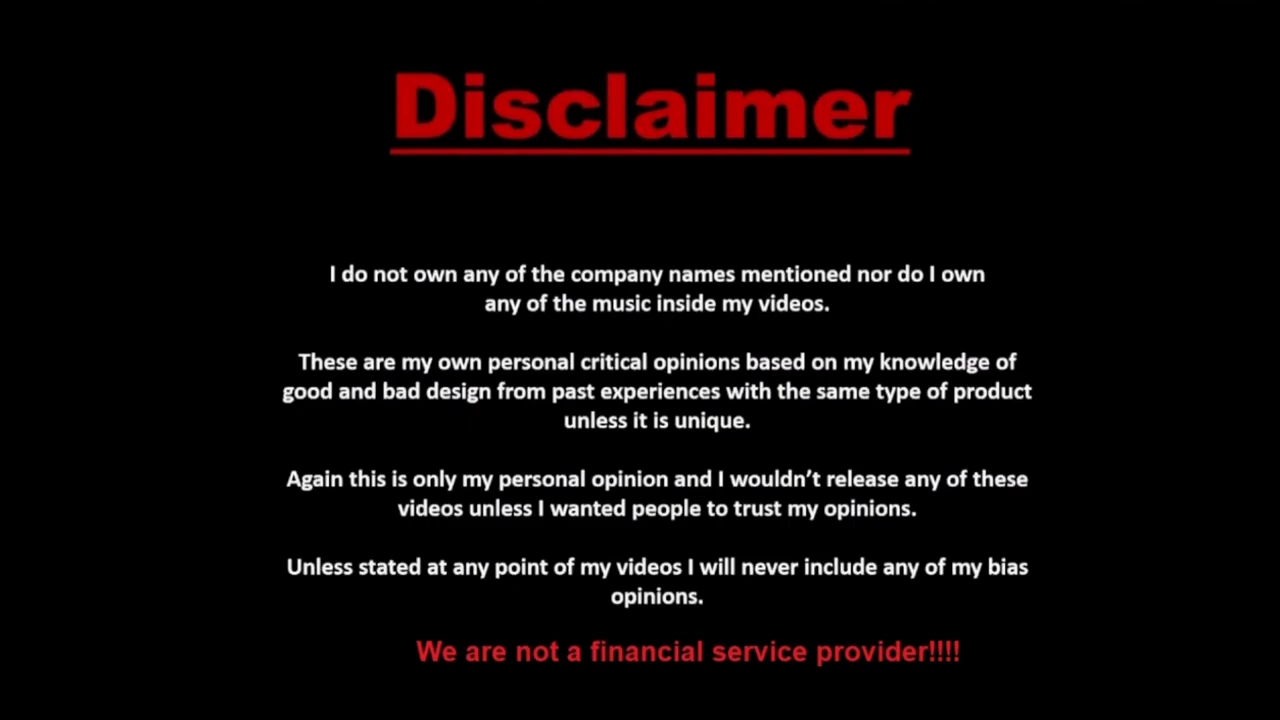 Disclaimer
I do not own any of the company names mentioned nor do I own
any of the music inside my videos.
These are my own personal critical opinions based on my knowledge of
good and bad design from past experiences with the same type of product
unless it is unique.
Again this is only my personal opinion and I wouldn’t release any of these
videos unless I wanted people to trust my opinions.
Unless stated at any point of my videos I will never include any of my bias
opinions.
We are not a financial service provider!!!!